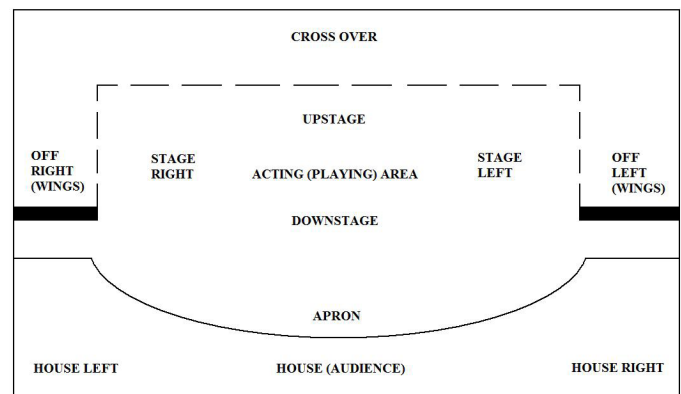 CROSS OVER
UPSTAGE
OFF
RIGHT
(WINGS)
STAGE
RIGHT
ACTING (PLAYING) AREA
STAGE
LEFT
OFF
LEFT
(WINGS)
DOWNSTAGE
APRON
HOUSE LEFT
HOUSE (AUDIENCE)
HOUSE RIGHT